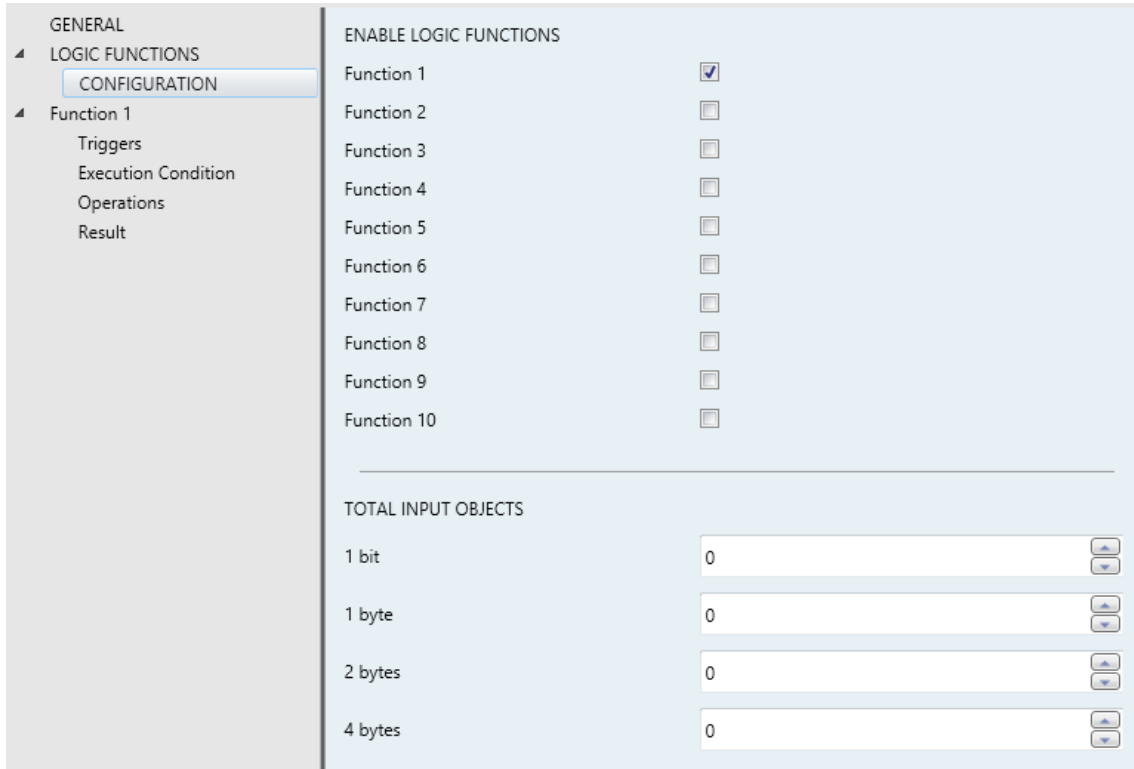 GENERAL
LOGIC FUNCTIONS
CONFIGURATION
Function 1
Triggers
Execution Condition
Operations
Result
ENABLE LOGIC FUNCTIONS
Function 1
Function 2
Function 3
Function 4
Function 5
Function 6
Function 7
Function 8
Function 9
Function 10
TOTAL INPUT OBJECTS
1 bit 0
1 byte 0
2 bytes 0
4 bytes 0